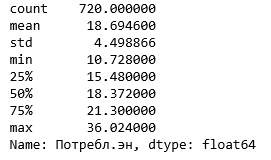 count    720.000000
mean      18.694600
std        4.498866
min       10.728000
25%       15.480000
50%       18.372000
75%       21.300000
max       36.024000
Name: Потребл.эн, dtype: float64